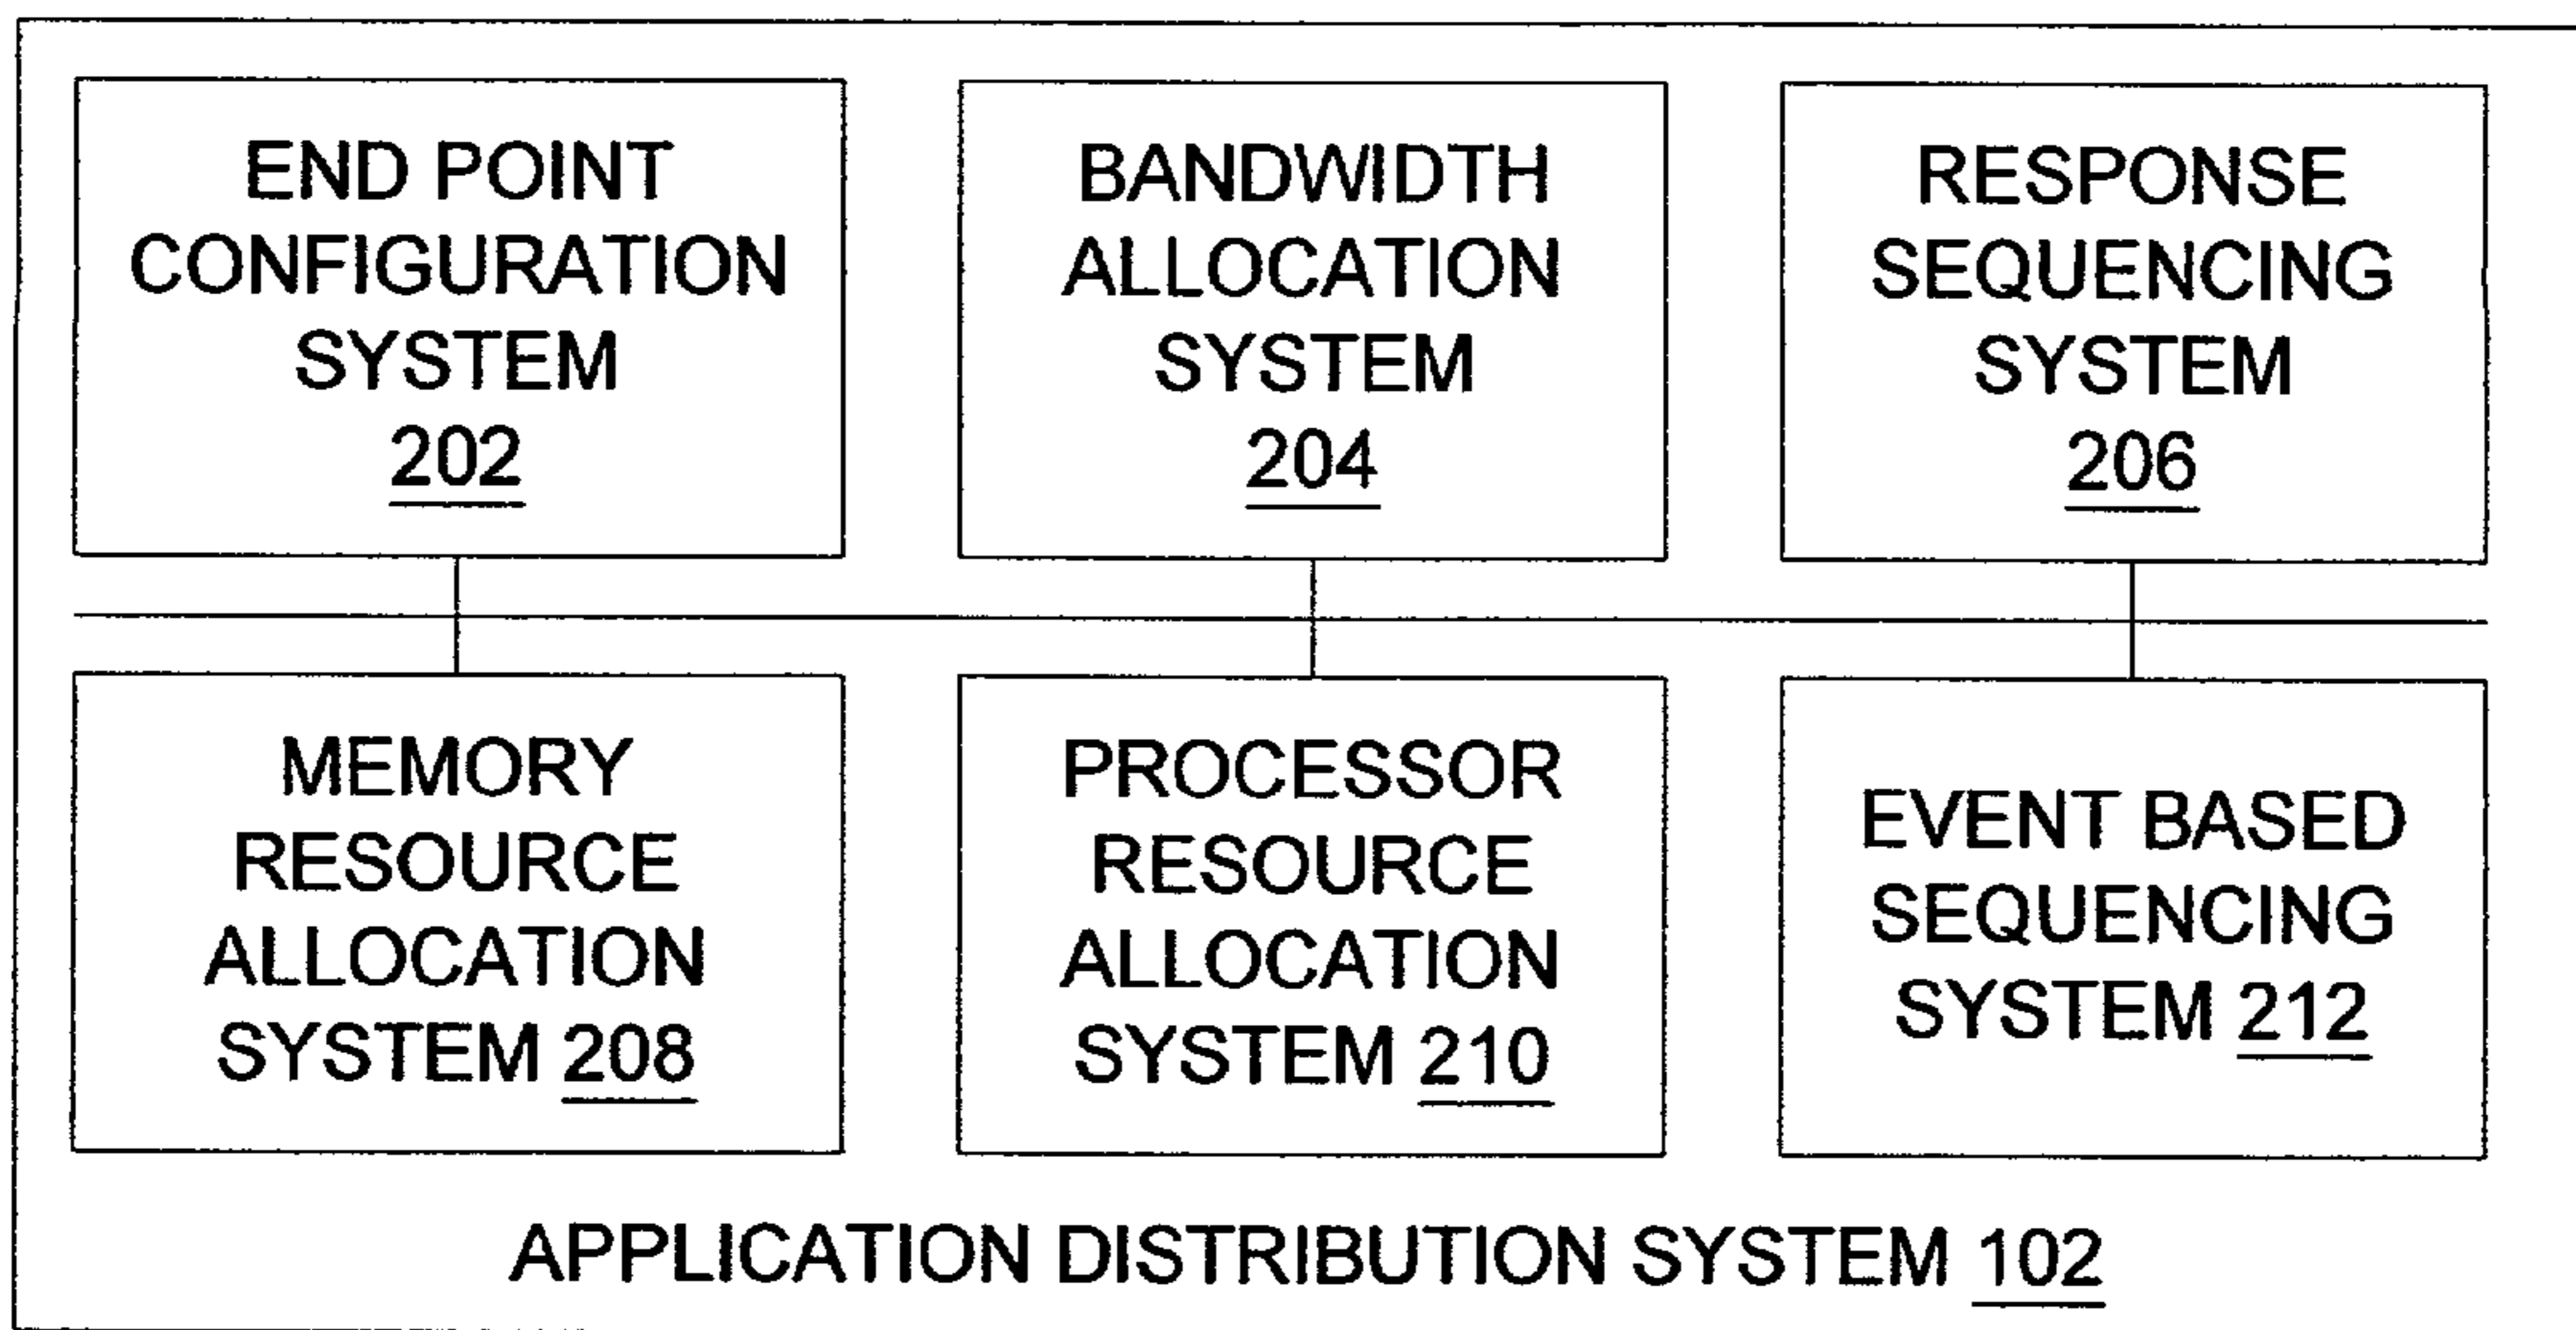 END POINT
CONFIGURATION
SYSTEM
202
BANDWIDTH
ALLOCATION
SYSTEM
204
RESPONSE
SEQUENCING
SYSTEM
206
MEMORY
RESOURCE
ALLOCATION
SYSTEM 208
PROCESSOR
RESOURCE
ALLOCATION
SYSTEM 210
EVENT BASED
SEQUENCING
SYSTEM 212
APPLICATION DISTRIBUTION SYSTEM 102